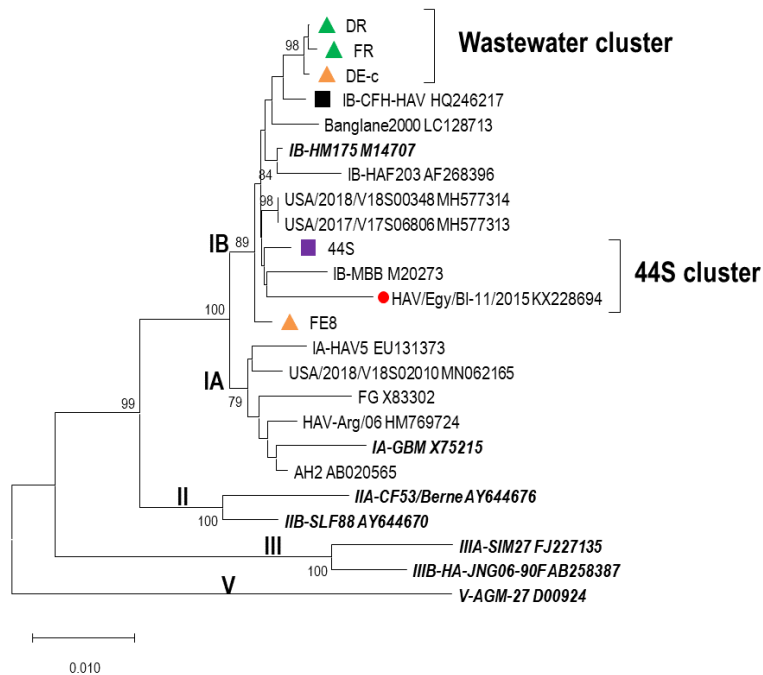 DR
98
FR
Wastewater cluster
DE-c
IB-CFH-HAV HQ246217
Banglane2000 LC128713
IB-HM175 M14707
84
IB-HAF203 AF268396
98
USA/2018/V18S00348 MH577314
USA/2017/V17S06806 MH577313
IB
89
44S
44S cluster
IB-MBB M20273
HAV/Egy/BI-11/2015 KX228694
100
FE8
IA-HAV5 EU131373
IA
USA/2018/V18S02010 MN062165
79
FG X83302
99
HAV-Arg/06 HM769724
IA-GBM X75215
AH2 AB020565
II
IIA-CF53/Berne AY644676
100
IIB-SLF88 AY644670
III
IIIA-SIM27 FJ227135
100
IIIB-HA-JNG06-90F AB258387
V
V-AGM-27 D00924
0.010